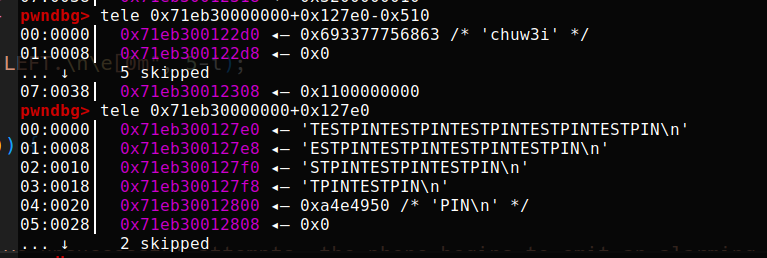 pwndbg> tele 0x71eb30000000+0x127e0-0x510
00:0000│ 0x71eb300122d0 ◂— 0x693377756863 /* 'chuw3i' */
01:0008│ 0x71eb300122d8 ◂— 0x0
... ↓ 5 skipped
07:0038│ 0x71eb30012308 ◂— 0x1100000000
pwndbg> tele 0x71eb30000000+0x127e0
00:0000│ 0x71eb300127e0 ◂— 'TESTPINTESTPINTESTPINTESTPINTESTPIN\n'
01:0008│ 0x71eb300127e8 ◂— 'ESTPINTESTPINTESTPINTESTPIN\n'
02:0010│ 0x71eb300127f0 ◂— 'STPINTESTPINTESTPIN\n'
03:0018│ 0x71eb300127f8 ◂— 'TPINTESTPIN\n'
04:0020│ 0x71eb30012800 ◂— 0xa4e4950 /* 'PIN\n' */
05:0028│ 0x71eb30012808 ◂— 0x0
... ↓ 2 skipped